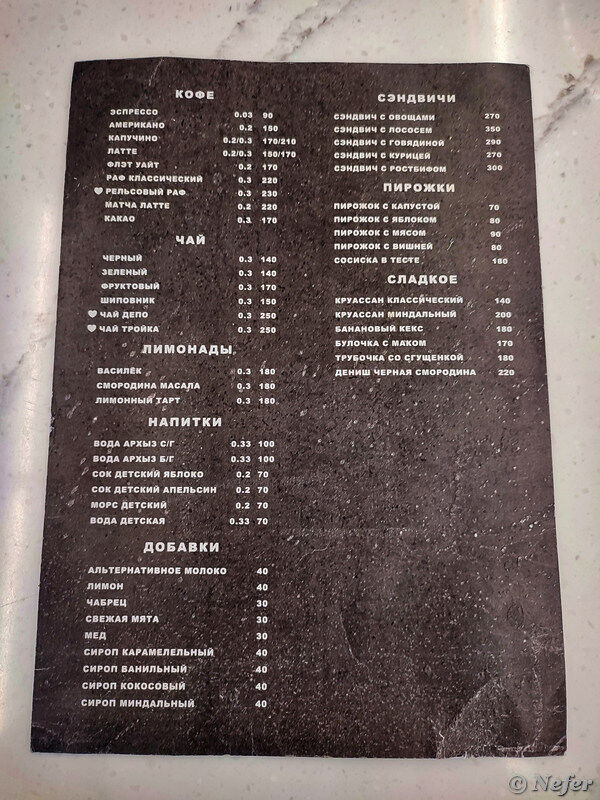 КОФЕ
ЭСПРЕССО 0.03 90
АМЕРИКАНО 0.2 150
КАПУЧИНО 0.2/0.3 170/210
ЛАТТЕ 0.2/0.3 150/170
ФЛЭТ УАЙТ 0.2 170
РАФ КЛАССИЧЕСКИЙ 0.3 220
РЕЛЬСОВЫЙ РАФ 0.3 230
МАТЧА ЛАТТЕ 0.2 220
КАКАО 0.3 170
ЧАЙ
ЧЕРНЫЙ 0.3 140
ЗЕЛЕНЫЙ 0.3 140
ФРУКТОВЫЙ 0.3 170
ШИПОВНИК 0.3 150
ЧАЙ ДЕПО 0.3 250
ЧАЙ ТРОЙКА 0.3 250
ЛИМОНАДЫ
ВАСИЛЁК 0.3 180
СМОРОДИНА МАСАЛА 0.3 180
ЛИМОННЫЙ ТАРТ 0.3 180
НАПИТКИ
ВОДА АРХЫЗ С/Г 0.33 100
ВОДА АРХЫЗ Б/Г 0.33 100
СОК ДЕТСКИЙ ЯБЛОКО 0.2 70
СОК ДЕТСКИЙ АПЕЛЬСИН 0.2 70
МОРС ДЕТСКИЙ 0.2 70
ВОДА ДЕТСКАЯ 0.33 70
ДОБАВКИ
АЛЬТЕРНАТИВНОЕ МОЛОКО 40
ЛИМОН 40
ЧАБРЕЦ 30
СВЕЖАЯ МЯТА 30
МЕД 30
СИРОП КАРАМЕЛЕЛЬНЫЙ 40
СИРОП ВАНИЛЬНЫЙ 40
СИРОП КОКОСОВЫЙ 40
СИРОП МИНДАЛЬНЫЙ 40
СЭНДВИЧИ
СЭНДВИЧ С ОВОЩАМИ 270
СЭНДВИЧ С ЛОСОСЕМ 350
СЭНДВИЧ С ГОВЯДИНОЙ 290
СЭНДВИЧ С КУРИЦЕЙ 270
СЭНДВИЧ С РОСТБИФОМ 300
ПИРОЖКИ
ПИРОЖОК С КАПУСТОЙ 70
ПИРОЖОК С ЯБЛОКОМ 80
ПИРОЖОК С МЯСОМ 90
ПИРОЖОК С ВИШНЕЙ 80
СОСИСКА В ТЕСТЕ 180
СЛАДКОЕ
КРУАССАН КЛАССИЧЕСКИЙ 140
КРУАССАН МИНДАЛЬНЫЙ 200
БАНАНОВЫЙ КЕКС 180
БУЛОЧКА С МАКОМ 170
ТРУБОЧКА СО СГУЩЕНКОЙ 180
ДЕНИШ ЧЕРНАЯ СМОРОДИНА 220
© Nefer